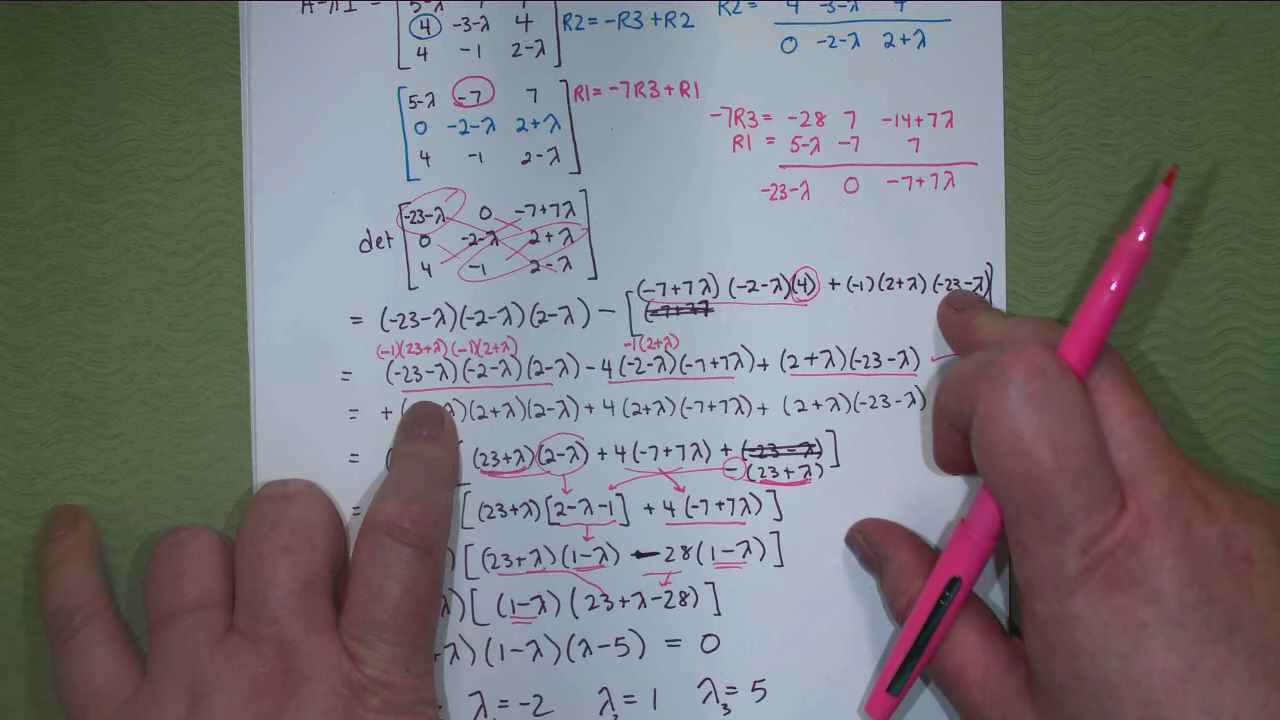 A-λI = 5-λ 4
4 -3-λ 4 R2 = -R3 + R2
4 -1 2-λ
R2 = 4 -3-λ 4
0 -2-λ 2+λ
5-λ -7 7 R1 = -7R3 + R1
0 -2-λ 2+λ
4 -1 2-λ
-7R3 = -28 7 -14+7λ
R1 = 5-λ -7 7
-23-λ 0 -7+7λ
det [-23-λ 0 -7+7λ
0 -2-λ 2+λ
4 -1 2-λ]
= (-23-λ)(-2-λ)(2-λ) - [(-7+7λ)(-2-λ)(4) + (-1)(2+λ)(-23-λ)]
(-1)(23+λ)(-1)(2+λ) -1(2+λ)
= (-23-λ)(-2-λ)(2-λ) - 4(-2-λ)(-7+7λ) + (2+λ)(-23-λ)
= + ( λ)(2+λ)(2-λ) + 4(2+λ)(-7+7λ) + (2+λ)(-23-λ)
= ( [(23+λ)(2-λ) + 4(-7+7λ) + (-23-λ)
-(23+λ)]
= [(23+λ)[2-λ-1] + 4(-7+7λ)]
) [(23+λ)(1-λ) - 28(1-λ)]
λ) [(1-λ)(23+λ-28)]
+λ)(1-λ)(λ-5) = 0
λ = -2 λ = 1 λ3 = 5